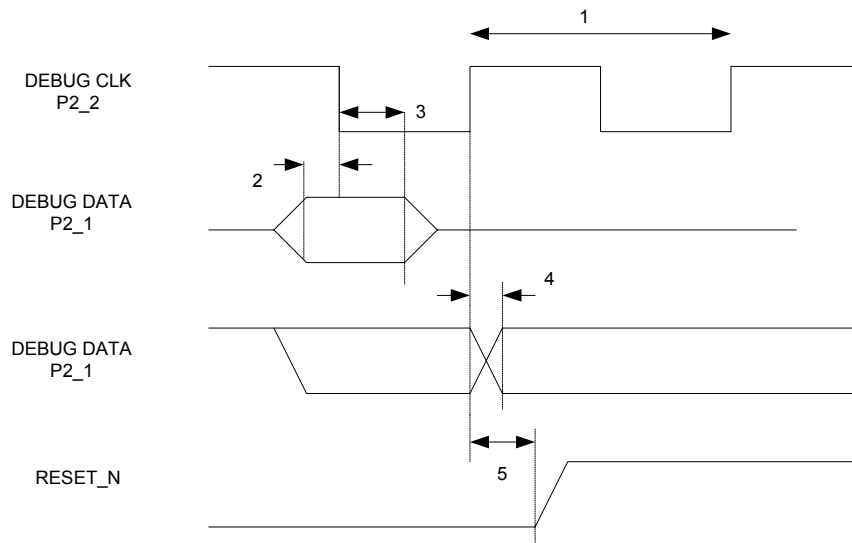 1
DEBUG CLK
P2_2
3
2
DEBUG DATA
P2_1
4
DEBUG DATA
P2_1
5
RESET_N